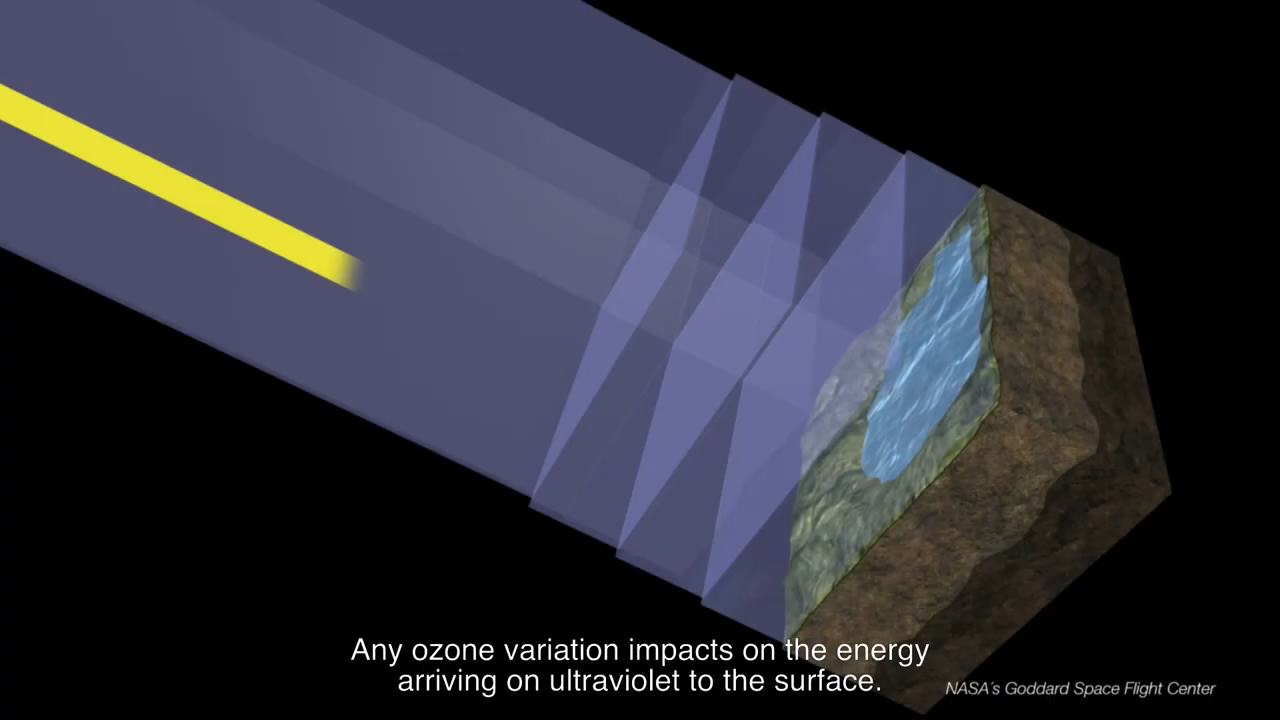 Any ozone variation impacts on the energy
arriving on ultraviolet to the surface.
NASA´s Goddard Space Flight Center